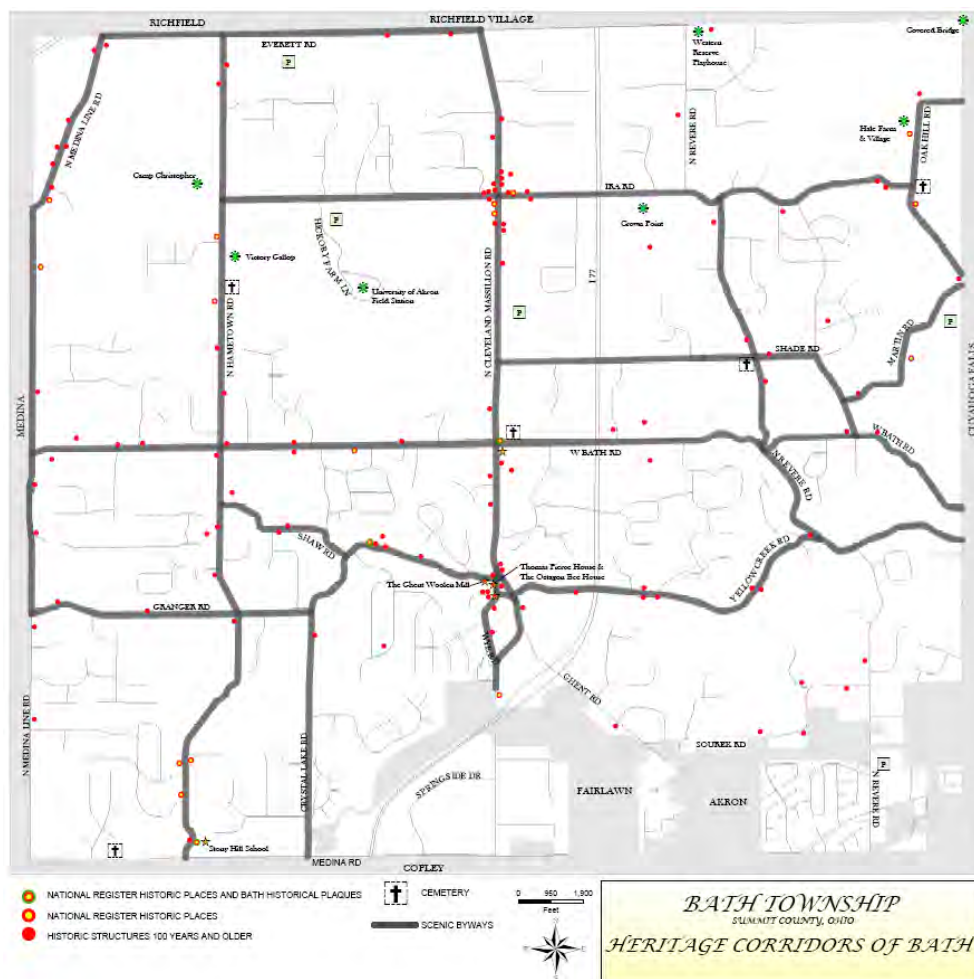 RICHFIELD
RICHFIELD VILLAGE
EVERETT RD
P
Western
Reserve
Playhouse
Covered Bridge
N MEDINA LINE RD
N REVERE RD
Hale Farm
& Village
OAK HILL RD
Camp Christopher
IRA RD
P
HICKORY FARM LN
Crown Point
Victory Gallop
University of Akron
Field Station
N HAMETOWN RD
N CLEVELAND MASSILLON RD
177
P
P
MARTIN RD
SHADE RD
MEDINA
CUYAHOGA FALLS
W BATH RD
W BATH RD
N REVERE RD
SHAW RD
YELLOW CREEK RD
Thomas Pierce House &
The Octagon Bee House
The Ghent Woolen Mill
GRANGER RD
WYE RD
GHENT RD
N MEDINA LINE RD
CRYSTAL LAKE RD
SOUREK RD
SPRINGSIDE DR
FAIRLAWN
AKRON
P
N REVERE RD
Stony Hill School
MEDINA RD
COPLEY
NATIONAL REGISTER HISTORIC PLACES AND BATH HISTORICAL PLAQUES
NATIONAL REGISTER HISTORIC PLACES
HISTORIC STRUCTURES 100 YEARS AND OLDER
CEMETERY
SCENIC BYWAYS
0 950 1,900
Feet
N
W E
S
BATH TOWNSHIP
SUMMIT COUNTY, OHIO
HERITAGE CORRIDORS OF BATH